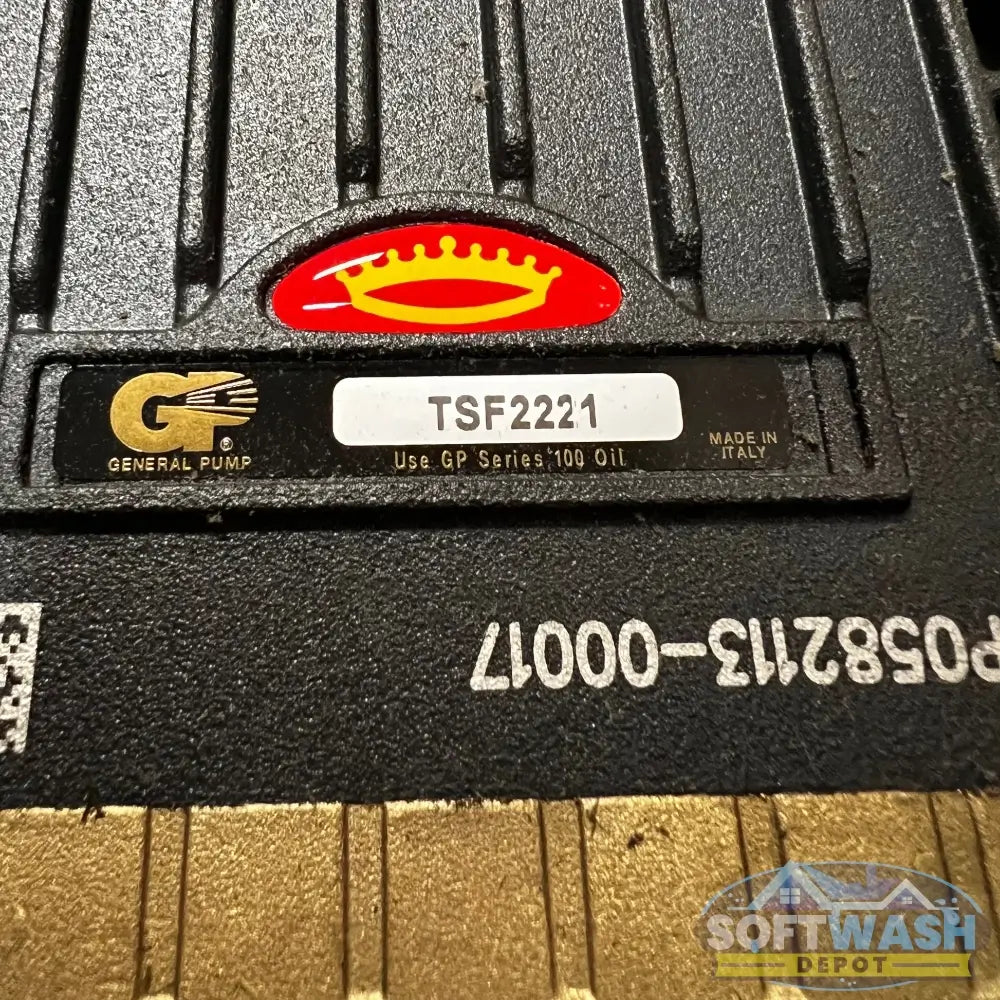 GP®
GENERAL PUMP
TSF2221
Use GP Series 100 Oil
MADE IN
ITALY
P0582113-00017
SOFTWASH
DEPOT